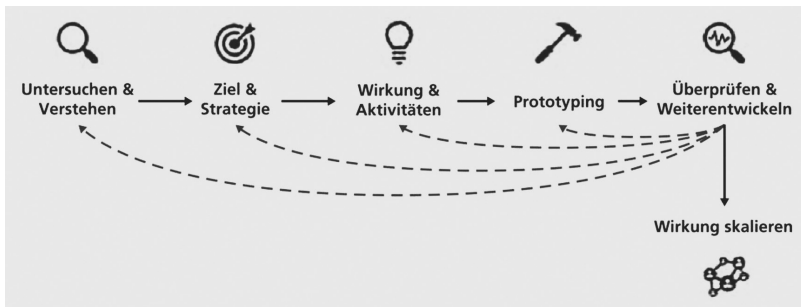 Untersuchen &
Verstehen
Ziel &
Strategie
Wirkung &
Aktivitäten
Prototyping
Überprüfen &
Weiterentwickeln
Wirkung skalieren